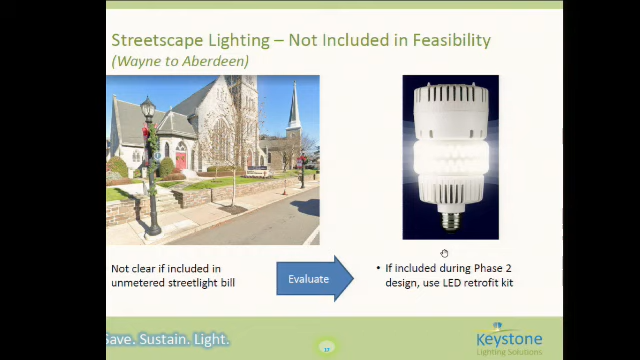 Streetscape Lighting – Not Included in Feasibility
(Wayne to Aberdeen)
Not clear if included in
unmetered streetlight bill
Evaluate
• If included during Phase 2
design, use LED retrofit kit
Save. Sustain. Light.
17
Keystone
Lighting Solutions